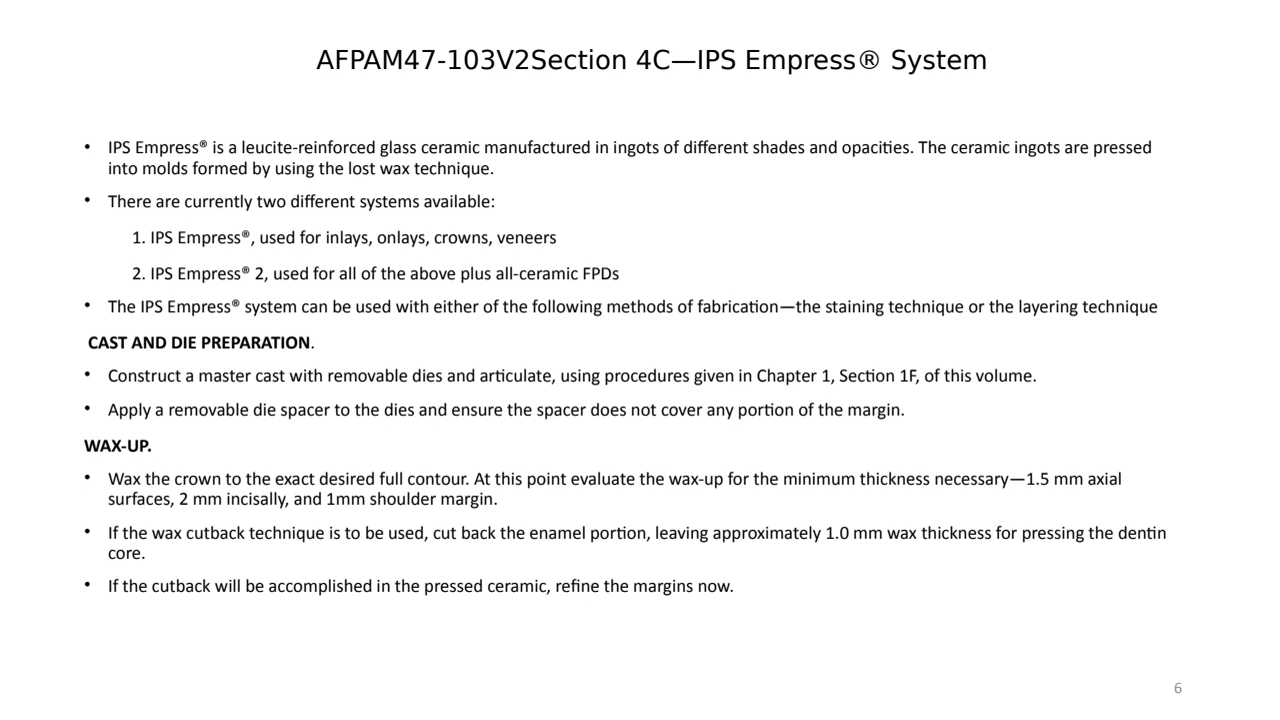 AFPAM47-103V2Section 4C—IPS Empress® System
• IPS Empress® is a leucite-reinforced glass ceramic manufactured in ingots of different shades and opacities. The ceramic ingots are pressed
into molds formed by using the lost wax technique.
• There are currently two different systems available:
1. IPS Empress®, used for inlays, onlays, crowns, veneers
2. IPS Empress® 2, used for all of the above plus all-ceramic FPDs
• The IPS Empress® system can be used with either of the following methods of fabrication—the staining technique or the layering technique
CAST AND DIE PREPARATION.
• Construct a master cast with removable dies and articulate, using procedures given in Chapter 1, Section 1F, of this volume.
• Apply a removable die spacer to the dies and ensure the spacer does not cover any portion of the margin.
WAX-UP.
• Wax the crown to the exact desired full contour. At this point evaluate the wax-up for the minimum thickness necessary—1.5 mm axial
surfaces, 2 mm incisally, and 1mm shoulder margin.
• If the wax cutback technique is to be used, cut back the enamel portion, leaving approximately 1.0 mm wax thickness for pressing the dentin
core.
• If the cutback will be accomplished in the pressed ceramic, refine the margins now.
6